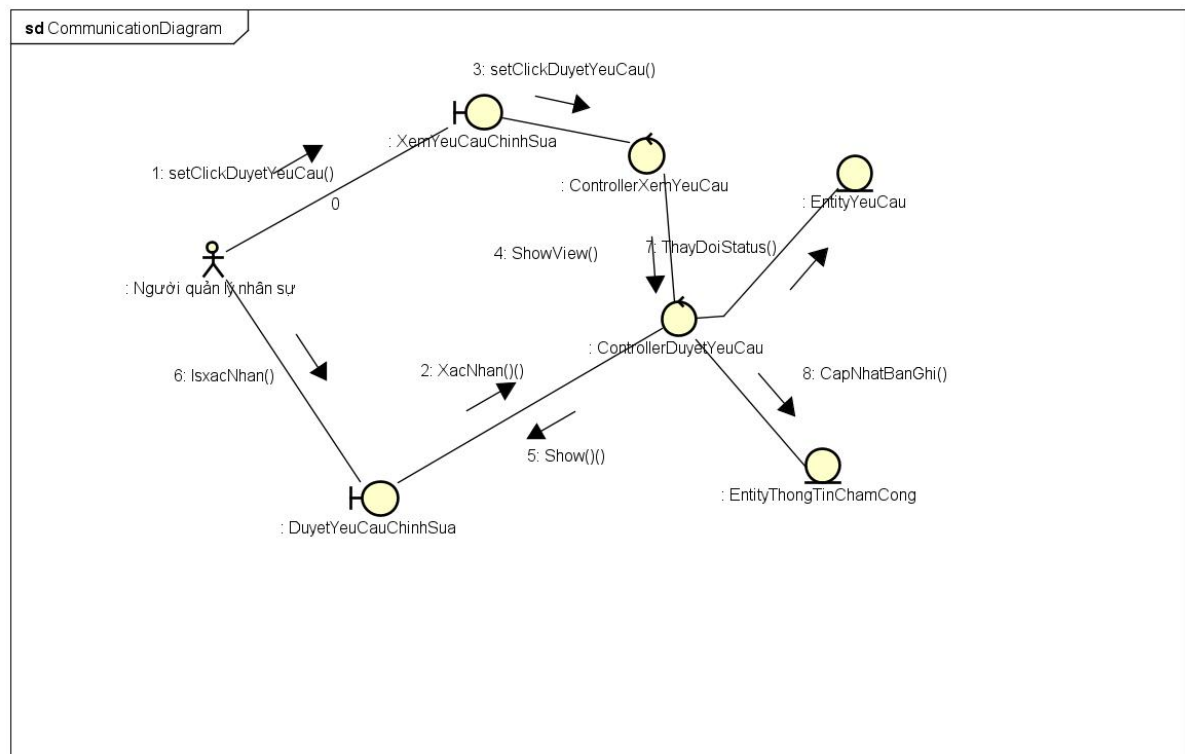 sd CommunicationDiagram
3: setClickDuyetYeuCau()
: XemYeuCauChinhSua
1: setClickDuyetYeuCau()
: ControllerXemYeuCau
: EntityYeuCau
0
4: ShowView()
7: ThayDoiStatus()
: Người quản lý nhân sự
: ControllerDuyetYeuCau
6: IsxacNhan()
2: XacNhan()()
8: CapNhatBanGhi()
5: Show()()
: EntityThongTinChamCong
: DuyetYeuCauChinhSua